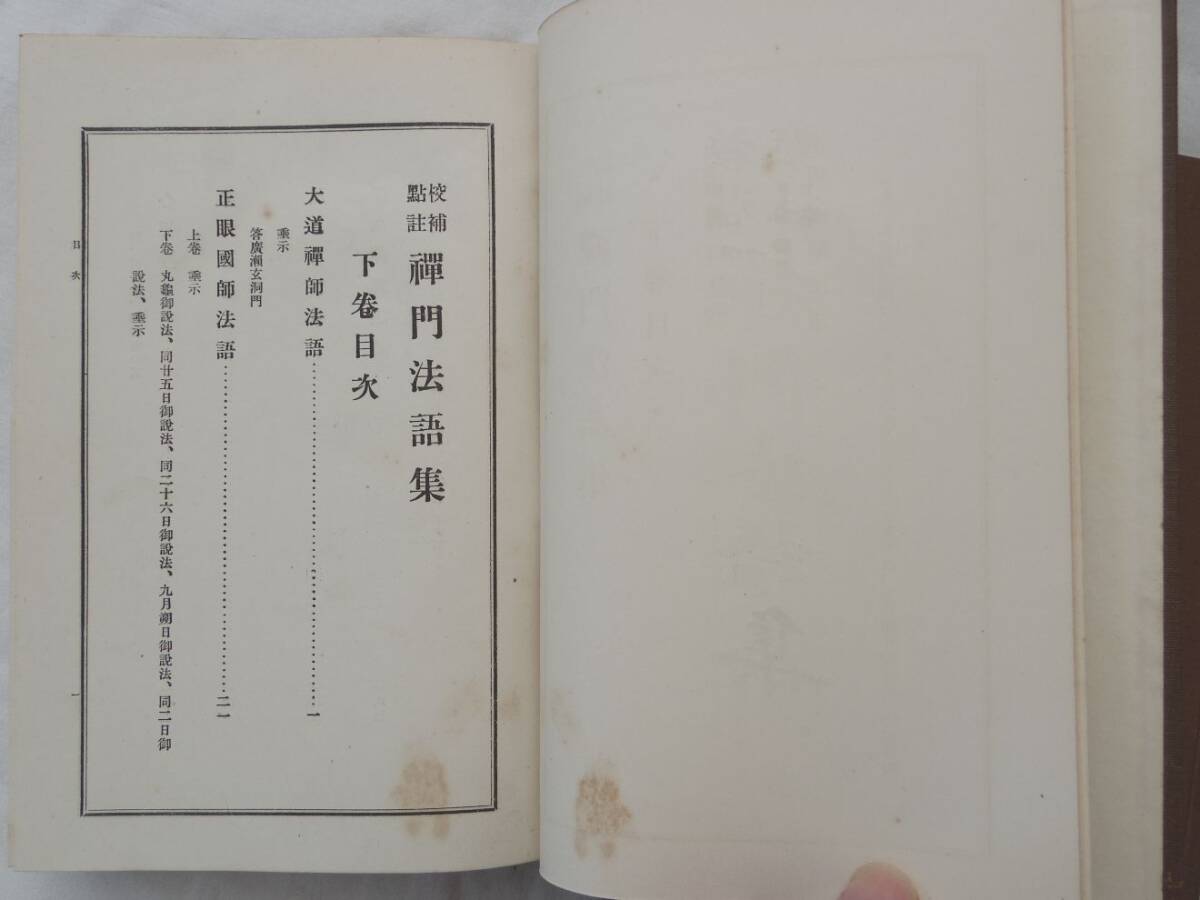 校補
點註
禪門法語集
下卷目次
大道禪師法語……一
垂示
答廣瀨玄洞門
正眼國師法語……二一
上卷 垂示
下卷 丸龜御說法、同廿五日御說法、同二十六日御說法、九月朔日御說法、同二日御
說法、垂示
目次
一